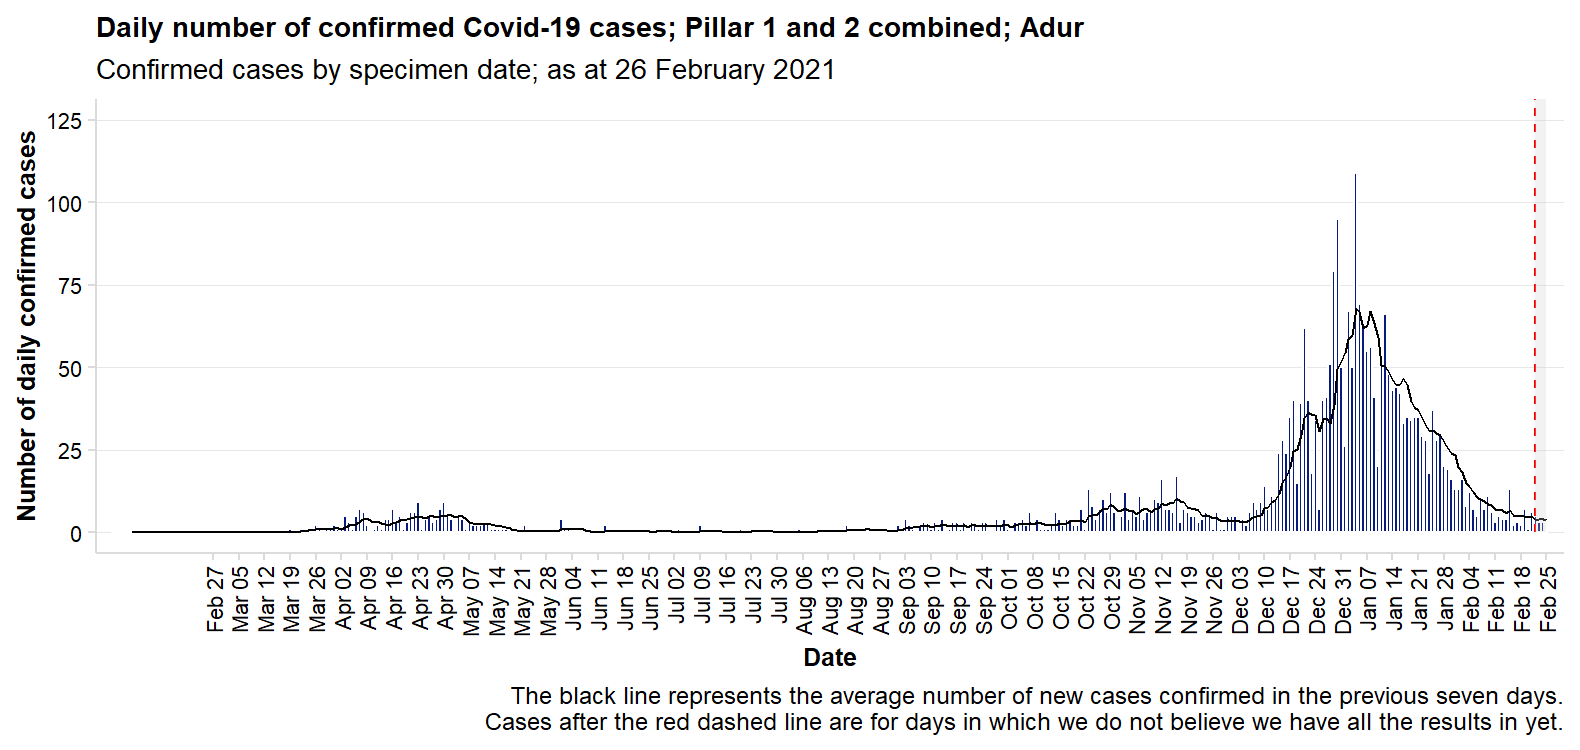 Daily number of confirmed Covid-19 cases; Pillar 1 and 2 combined; Adur
Confirmed cases by specimen date; as at 26 February 2021
Number of daily confirmed cases
125
100
75
50
25
0
Feb 27
Mar 05
Mar 12
Mar 19
Mar 26
Apr 02
Apr 09
Apr 16
Apr 23
Apr 30
May 07
May 14
May 21
May 28
Jun 04
Jun 11
Jun 18
Jun 25
Jul 02
Jul 09
Jul 16
Jul 23
Jul 30
Aug 06
Aug 13
Aug 20
Aug 27
Sep 03
Sep 10
Sep 17
Sep 24
Oct 01
Oct 08
Oct 15
Oct 22
Oct 29
Nov 05
Nov 12
Nov 19
Nov 26
Dec 03
Dec 10
Dec 17
Dec 24
Dec 31
Jan 07
Jan 14
Jan 21
Jan 28
Feb 04
Feb 11
Feb 18
Feb 25
Date
The black line represents the average number of new cases confirmed in the previous seven days.
Cases after the red dashed line are for days in which we do not believe we have all the results in yet.